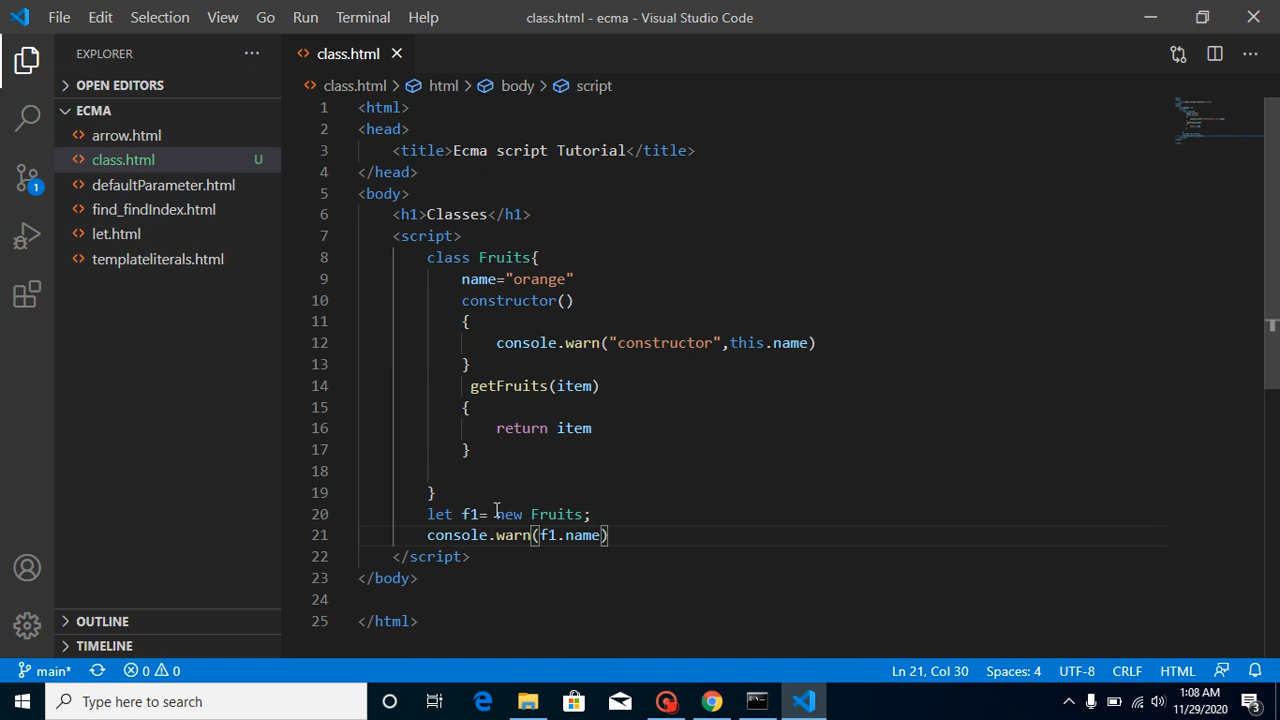 File Edit Selection View Go Run Terminal Help class.html - ecma - Visual Studio Code
EXPLORER
class.html
OPEN EDITORS
class.html > html > body > script
ECMA
arrow.html
class.html U
defaultParameter.html
find_findIndex.html
let.html
templateliterals.html
1
1 <html>
2 <head>
3 <title>Ecma script Tutorial</title>
4 </head>
5 <body>
6 <h1>Classes</h1>
7 <script>
8 class Fruits{
9 name="orange"
10 constructor()
11 {
12 console.warn("constructor",this.name)
13 }
14 getFruits(item)
15 {
16 return item
17 }
18
19 }
20 let f1= new Fruits;
21 console.warn(f1.name)
22 </script>
23 </body>
24
25 </html>
OUTLINE
TIMELINE
main* 0 0 Ln 21, Col 30 Spaces: 4 UTF-8 CRLF HTML
Type here to search
1:08 AM
11/29/2020
3